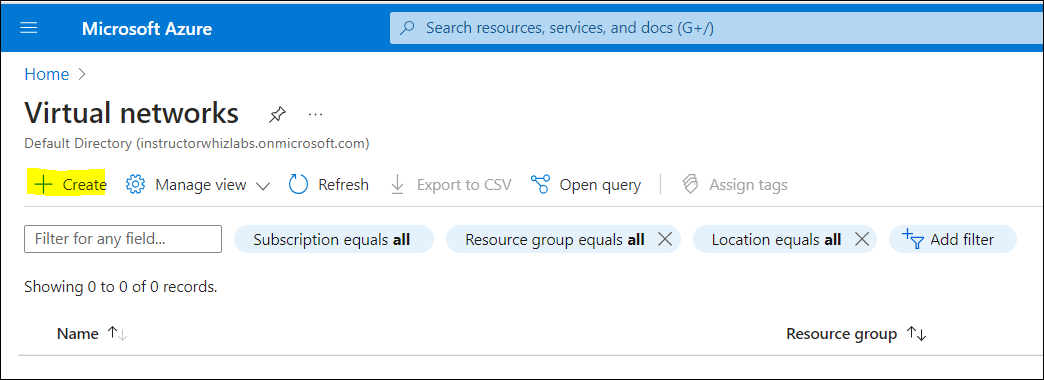 Microsoft Azure
Search resources, services, and docs (G+/)
Home
Virtual networks
Default Directory (instructorwhizlabs.onmicrosoft.com)
Create Manage view Refresh Export to CSV Open query Assign tags
Filter for any field... Subscription equals all Resource group equals all Location equals all Add filter
Showing 0 to 0 of 0 records.
Name Resource group